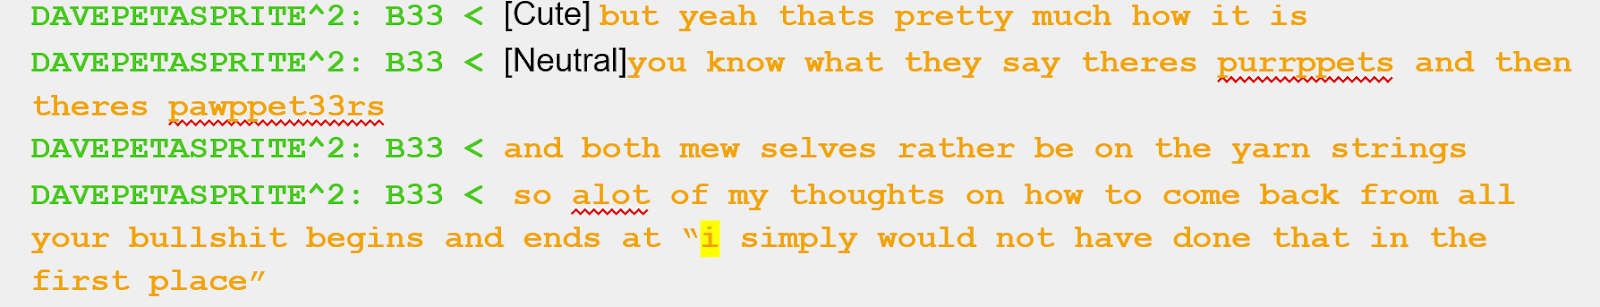 DAVEPETASPRITE^2: B33 < [Cute] but yeah thats pretty much how it is
DAVEPETASPRITE^2: B33 < [Neutral]you know what they say theres purrppets and then
theres pawppet33rs
DAVEPETASPRITE^2: B33 < and both mew selves rather be on the yarn strings
DAVEPETASPRITE^2: B33 < so alot of my thoughts on how to come back from all
your bullshit begins and ends at “i simply would not have done that in the
first place”